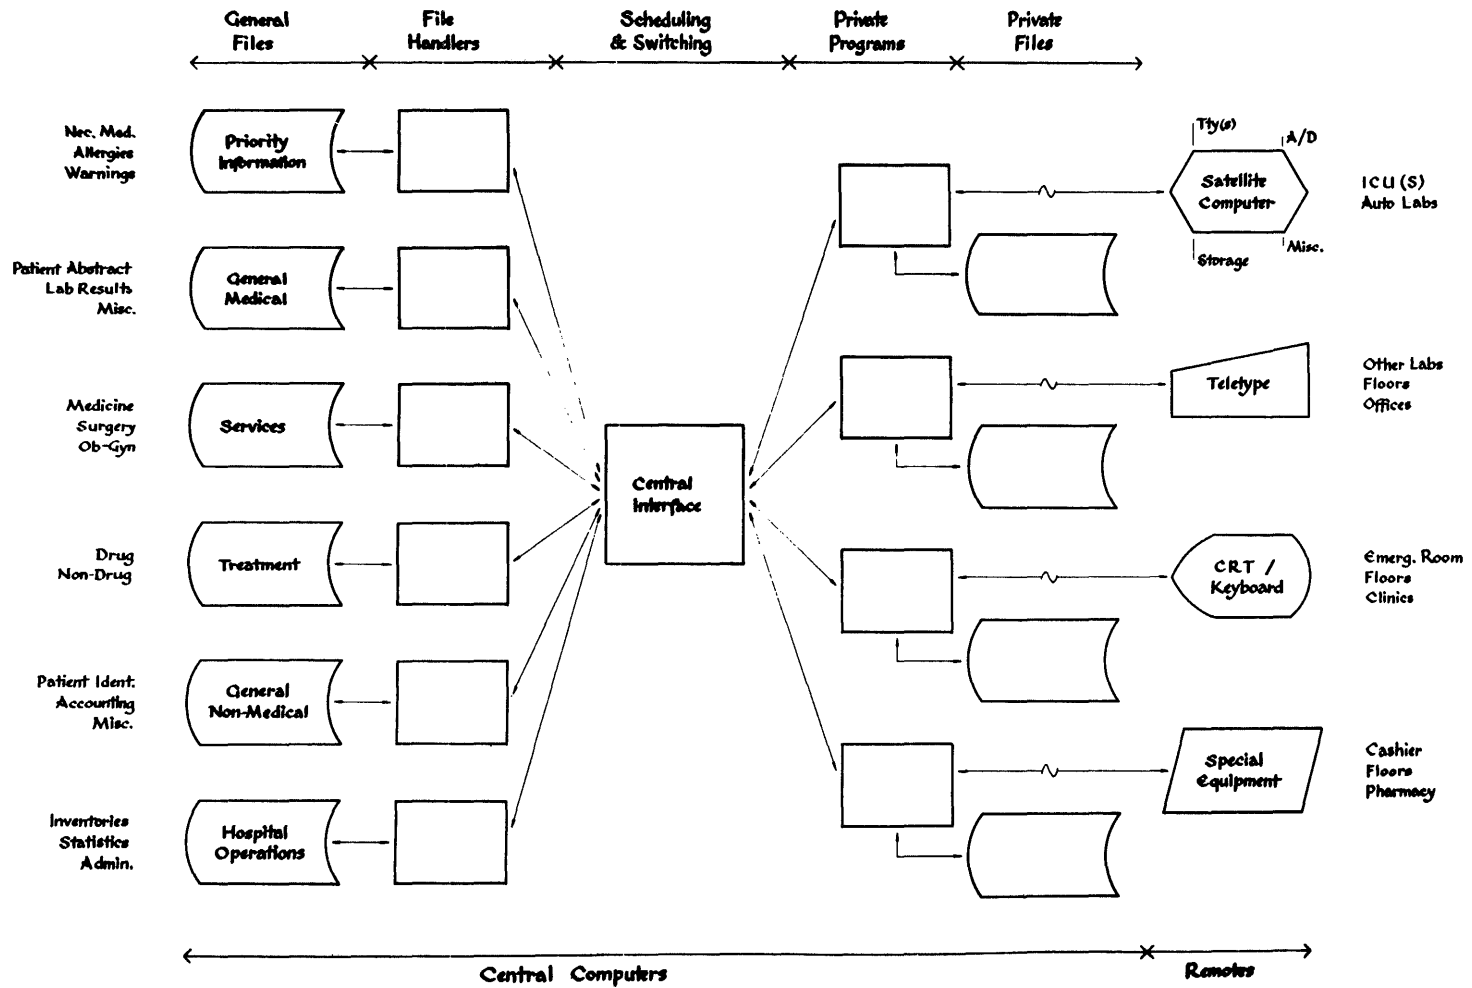 General
Files
File
Handlers
Scheduling
& Switching
Private
Programs
Private
Files
Nec. Med.
Allergies
Warnings
Priority
Information
Patient Abstract
Lab Results
Misc.
General
Medical
Medicine
Surgery
Ob-Gyn
Services
Drug
Non-Drug
Treatment
Patient Ident.
Accounting
Misc.
General
Non-Medical
Inventories
Statistics
Admin.
Hospital
Operations
Central
Interface
Tty(s)
A/D
Satellite
Computer
Storage
Misc.
ICU(S)
Auto Labs
Teletype
Other Labs
Floors
Offices
CRT /
Keyboard
Emerg. Room
Floors
Clinics
Special
Equipment
Cashier
Floors
Pharmacy
Central Computers
Remotes